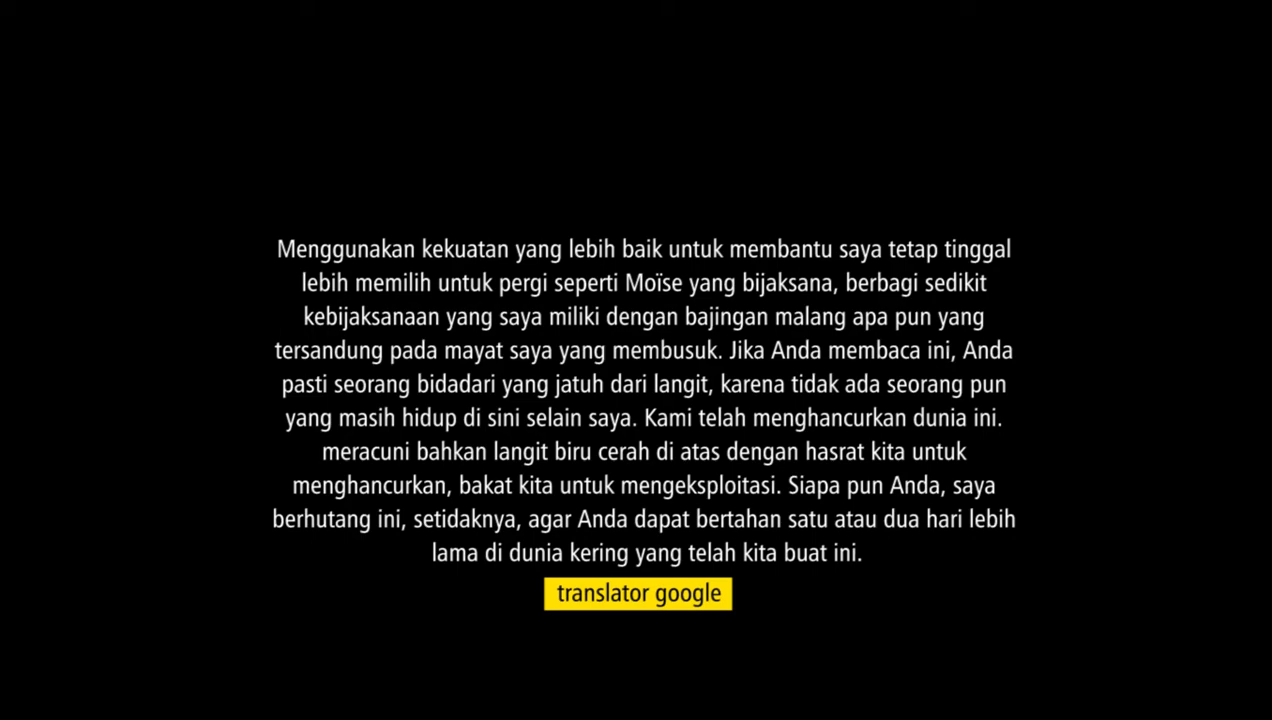 Menggunakan kekuatan yang lebih baik untuk membantu saya tetap tinggal
lebih memilih untuk pergi seperti Moïse yang bijaksana, berbagi sedikit
kebijaksanaan yang saya miliki dengan bajingan malang apa pun yang
tersandung pada mayat saya yang membusuk. Jika Anda membaca ini, Anda
pasti seorang bidadari yang jatuh dari langit, karena tidak ada seorang pun
yang masih hidup di sini selain saya. Kami telah menghancurkan dunia ini.
meracuni bahkan langit biru cerah di atas dengan hasrat kita untuk
menghancurkan, bakat kita untuk mengeksploitasi. Siapa pun Anda, saya
berhutang ini, setidaknya, agar Anda dapat bertahan satu atau dua hari lebih
lama di dunia kering yang telah kita buat ini.
translator google